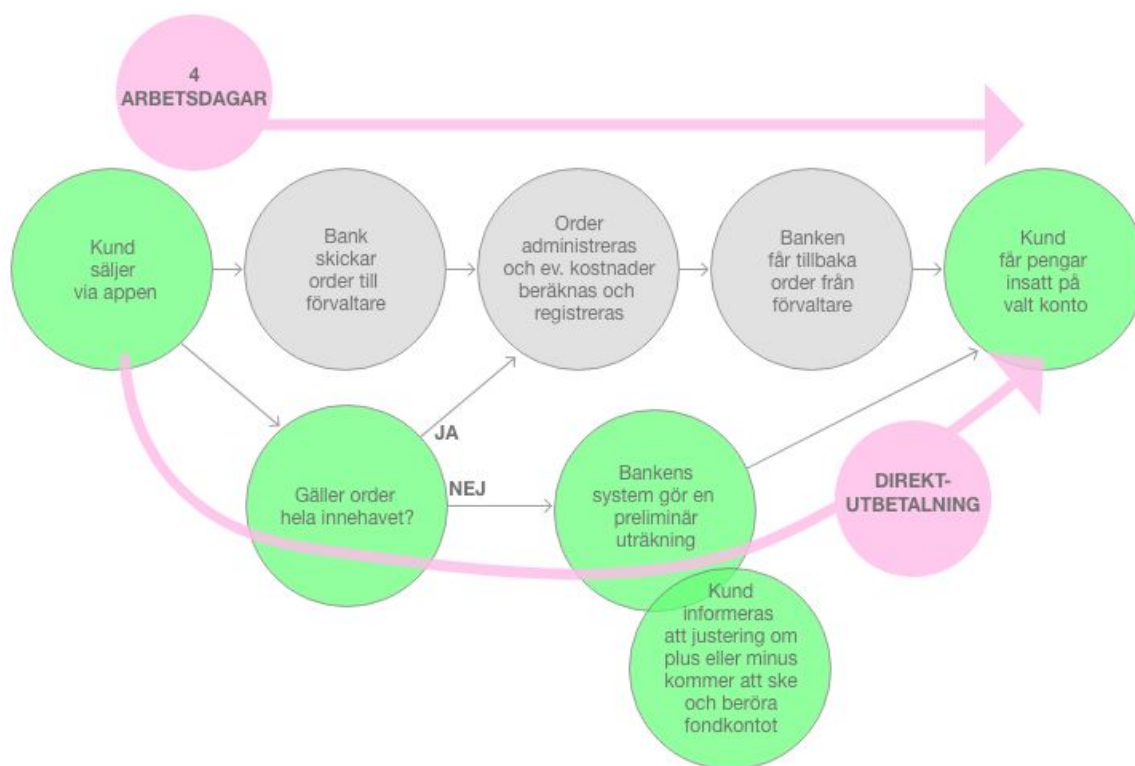 4
ARBETSDAGAR
Kund
säljer
via appen
Bank
skickar
order till
förvaltare
Order
administreras
och ev. kostnader
beräknas och
registreras
Banken
får tillbaka
order från
förvaltare
Kund
får pengar
insatt på
valt konto
JA
NEJ
Gäller order
hela innehavet?
Bankens
system gör en
preliminär
uträkning
DIREKT-
UTBETALNING
Kund
informeras
att justering om
plus eller minus
kommer att ske
och beröra
fondkontot